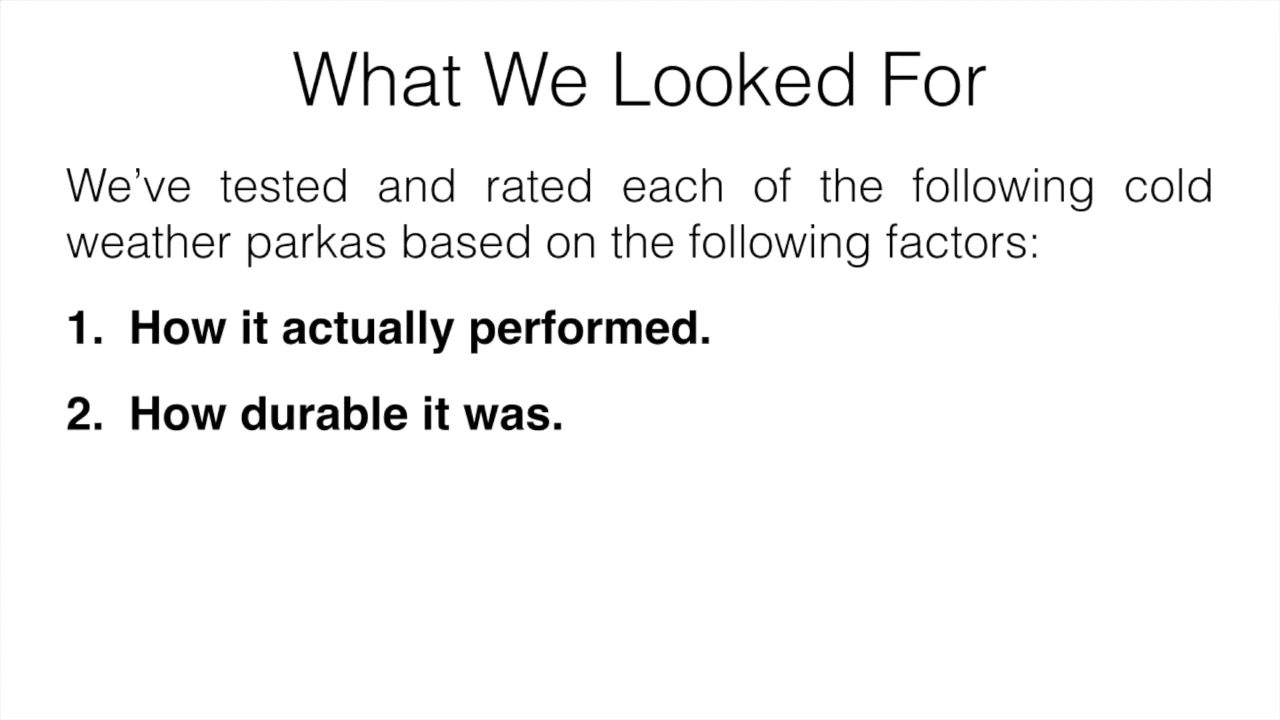 What We Looked For
We’ve tested and rated each of the following cold
weather parkas based on the following factors:
1. How it actually performed.
2. How durable it was.